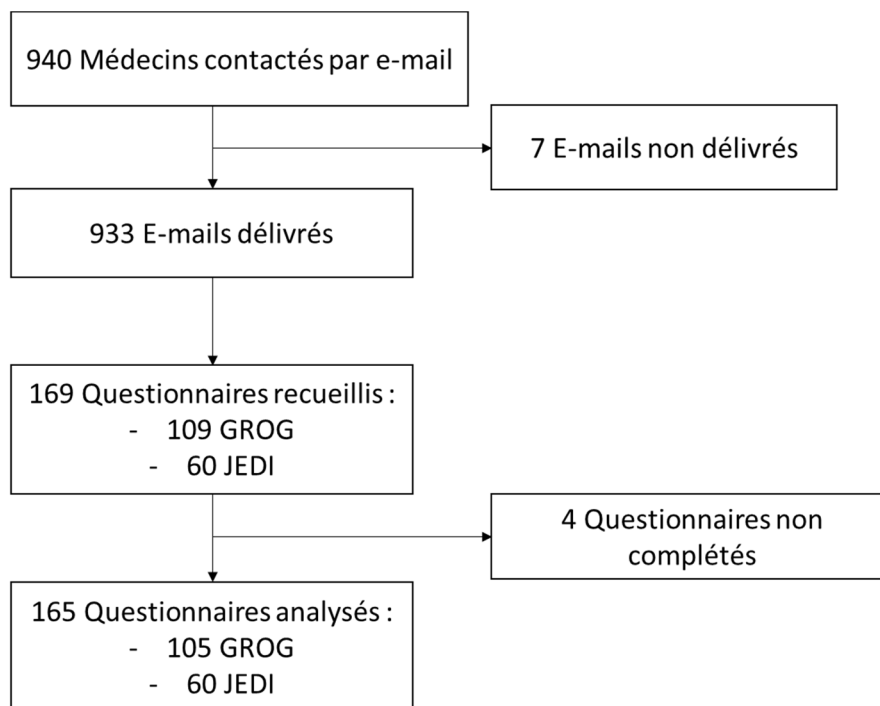 940 Médecins contactés par e-mail
7 E-mails non délivrés
933 E-mails délivrés
169 Questionnaires recueillis :
- 109 GROG
- 60 JEDI
4 Questionnaires non
complétés
165 Questionnaires analysés :
- 105 GROG
- 60 JEDI